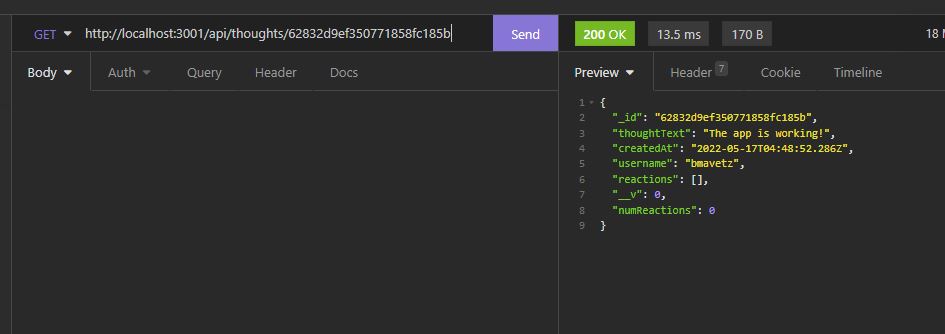 GET http://localhost:3001/api/thoughts/62832d9ef350771858fc185b Send 200 OK 13.5 ms 170 B 18 M
Body Auth Query Header Docs Preview Header 7 Cookie Timeline
1 {
2 "_id": "62832d9ef350771858fc185b",
3 "thoughtText": "The app is working!",
4 "createdAt": "2022-05-17T04:48:52.286Z",
5 "username": "bmavetz",
6 "reactions": [],
7 "__v": 0,
8 "numReactions": 0
9 }